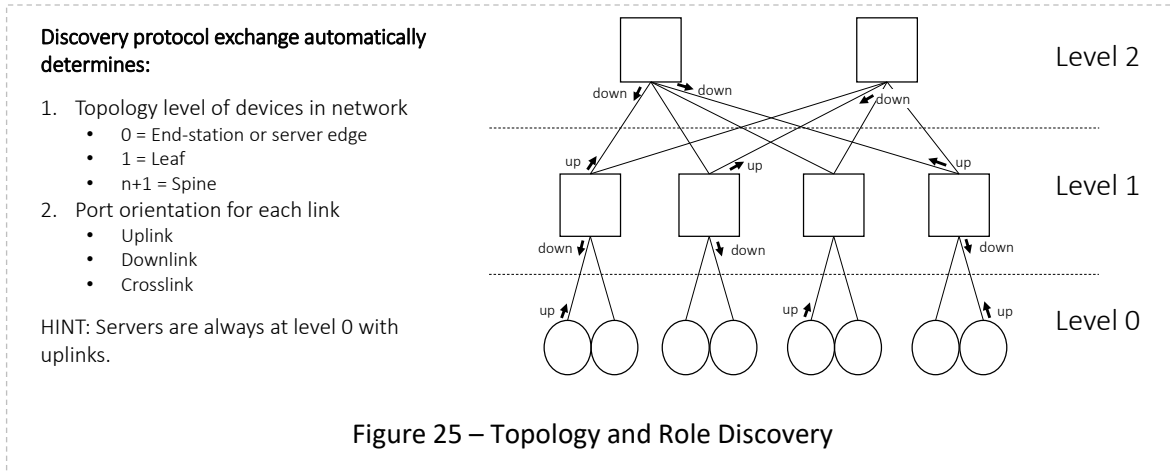 Discovery protocol exchange automatically
determines:
1. Topology level of devices in network
• 0 = End-station or server edge
• 1 = Leaf
• n+1 = Spine
2. Port orientation for each link
• Uplink
• Downlink
• Crosslink
HINT: Servers are always at level 0 with
uplinks.
Level 2
down
down
down
up
up
up
Level 1
down
down
down
up
up
up
Level 0
Figure 25 – Topology and Role Discovery